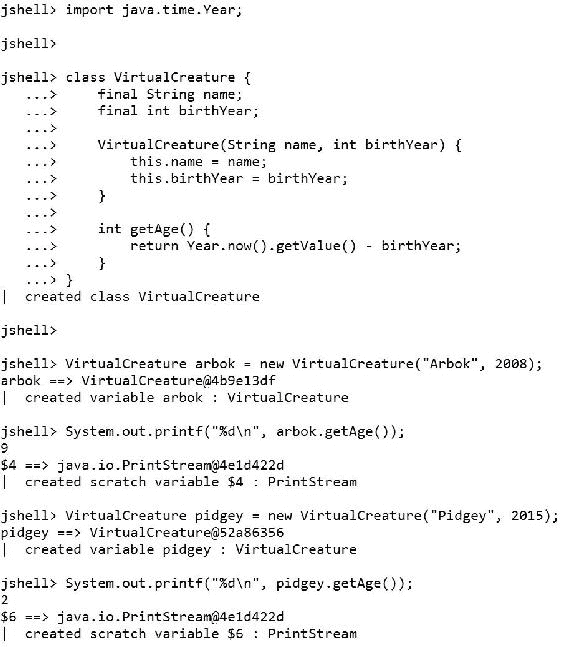 jshell> import java.time.Year;
jshell>
jshell> class VirtualCreature {
   ...>     final String name;
   ...>     final int birthYear;
   ...>
   ...>     VirtualCreature(String name, int birthYear) {
   ...>         this.name = name;
   ...>         this.birthYear = birthYear;
   ...>     }
   ...>
   ...>     int getAge() {
   ...>         return Year.now().getValue() - birthYear;
   ...>     }
   ...> }
|  created class VirtualCreature
jshell>
jshell> VirtualCreature arbok = new VirtualCreature("Arbok", 2008);
arbok ==> VirtualCreature@4b9e13df
|  created variable arbok : VirtualCreature
jshell> System.out.printf("%d\n", arbok.getAge());
9
$4 ==> java.io.PrintStream@4e1d422d
|  created scratch variable $4 : PrintStream
jshell> VirtualCreature pidgey = new VirtualCreature("Pidgey", 2015);
pidgey ==> VirtualCreature@52a86356
|  created variable pidgey : VirtualCreature
jshell> System.out.printf("%d\n", pidgey.getAge());
2
$6 ==> java.io.PrintStream@4e1d422d
|  created scratch variable $6 : PrintStream